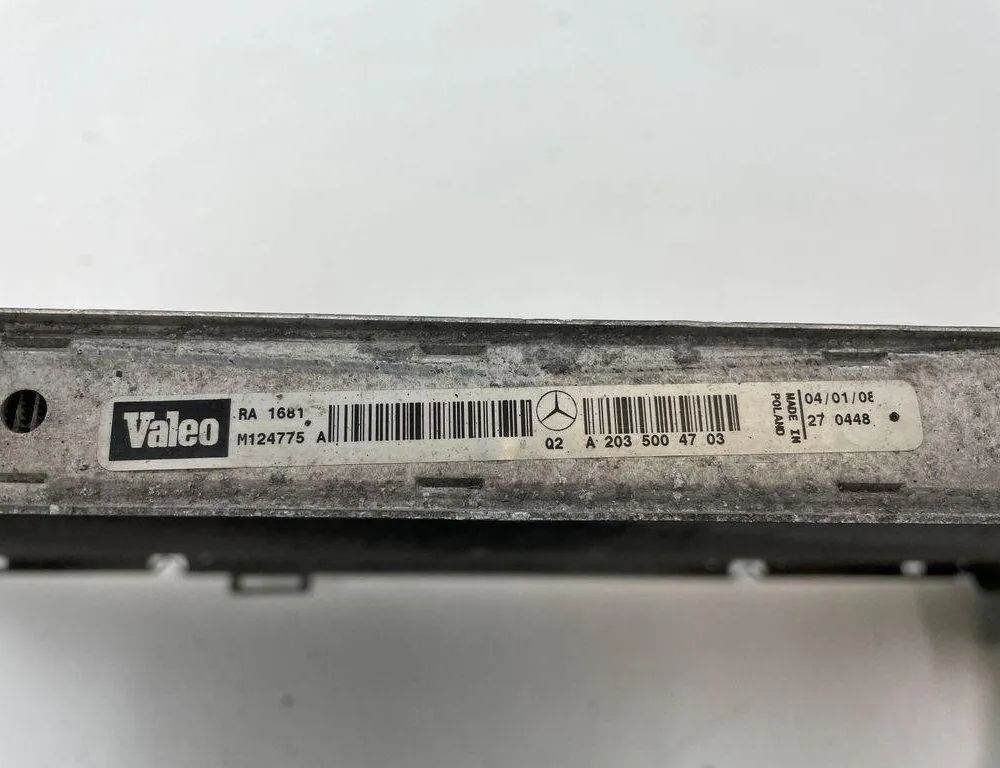 Valeo
RA 1681
M124775 A
Q2 A 203 500 47 03
MADE IN
POLAND
04/01/08
27 0448